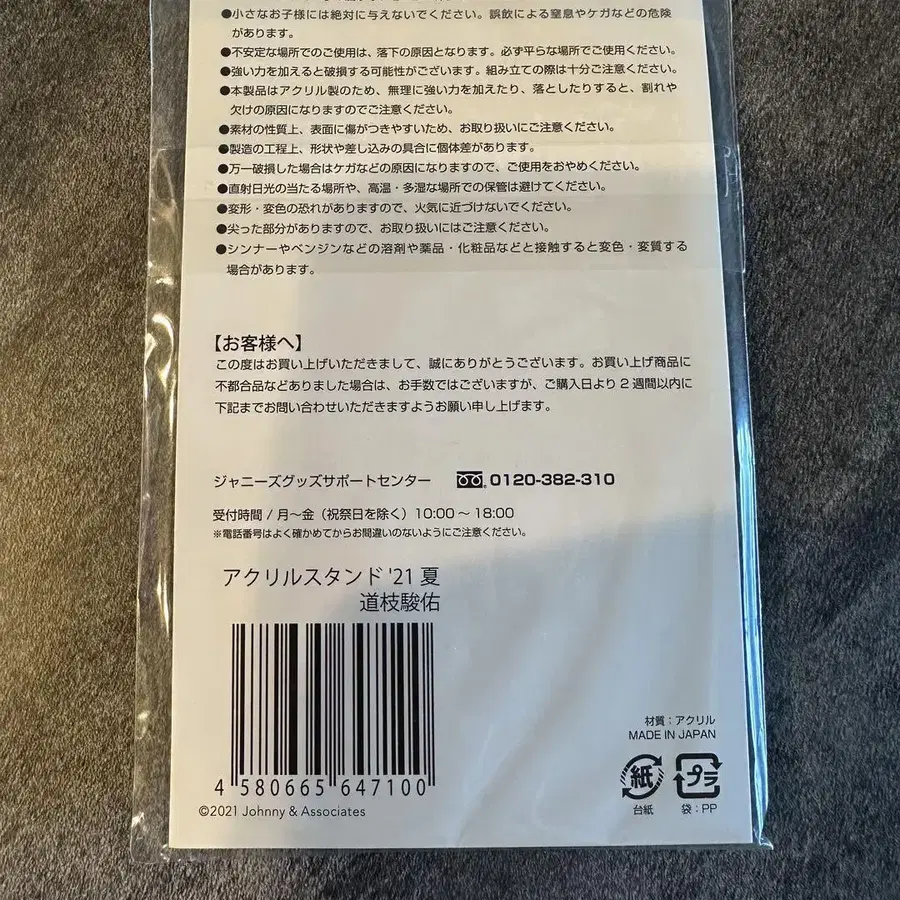 ●小さなお子様には絶対に与えないでください。誤飲による窒息やケガなどの危険
があります。
●不安定な場所でのご使用は、落下の原因となります。必ず平らな場所でご使用ください。
●強い力を加えると破損する可能性がございます。組み立ての際は十分ご注意ください。
●本製品はアクリル製のため、無理に強い力を加えたり、落としたりすると、割れや
欠けの原因になりますのでご注意ください。
●素材の性質上、表面に傷がつきやすいため、お取り扱いにご注意ください。
●製造の工程上、形状や差し込みの具合に個体差があります。
●万一破損した場合はケガなどの原因になりますので、ご使用をおやめください。
●直射日光の当たる場所や、高温・多湿な場所での保管は避けてください。
●変形・変色の恐れがありますので、火気に近づけないでください。
●尖った部分がありますので、お取り扱いにはご注意ください。
●シンナーやベンジンなどの溶剤や薬品・化粧品などと接触すると変色・変質する
場合があります。
【お客様へ】
この度はお買い上げいただきまして、誠にありがとうございます。お買い上げ商品に
不都合品などありました場合は、お手数ではございますが、ご購入日より2週間以内に
下記までお問い合わせいただきますようお願い申し上げます。
ジャニーズグッズサポートセンター 0120-382-310
受付時間 / 月〜金（祝祭日を除く）10:00〜18:00
※電話番号はよく確かめてからお間違いのないようにご注意ください。
アクリルスタンド '21 夏
道枝駿佑
4 580665 647100
©2021 Johnny & Associates
材質：アクリル
MADE IN JAPAN
紙 プラ
台紙 袋：PP